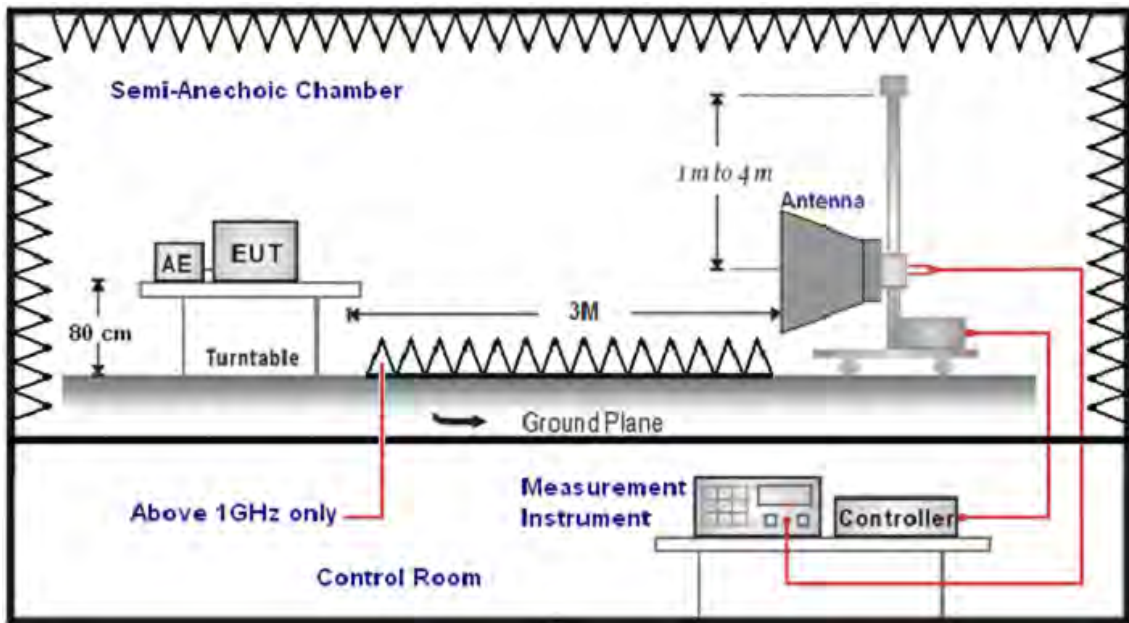 Semi-Anechoic Chamber
1m to 4m
Antenna
AE
EUT
3M
80 cm
Turntable
Ground Plane
Measurement
Instrument
Above 1GHz only
Controller
Control Room